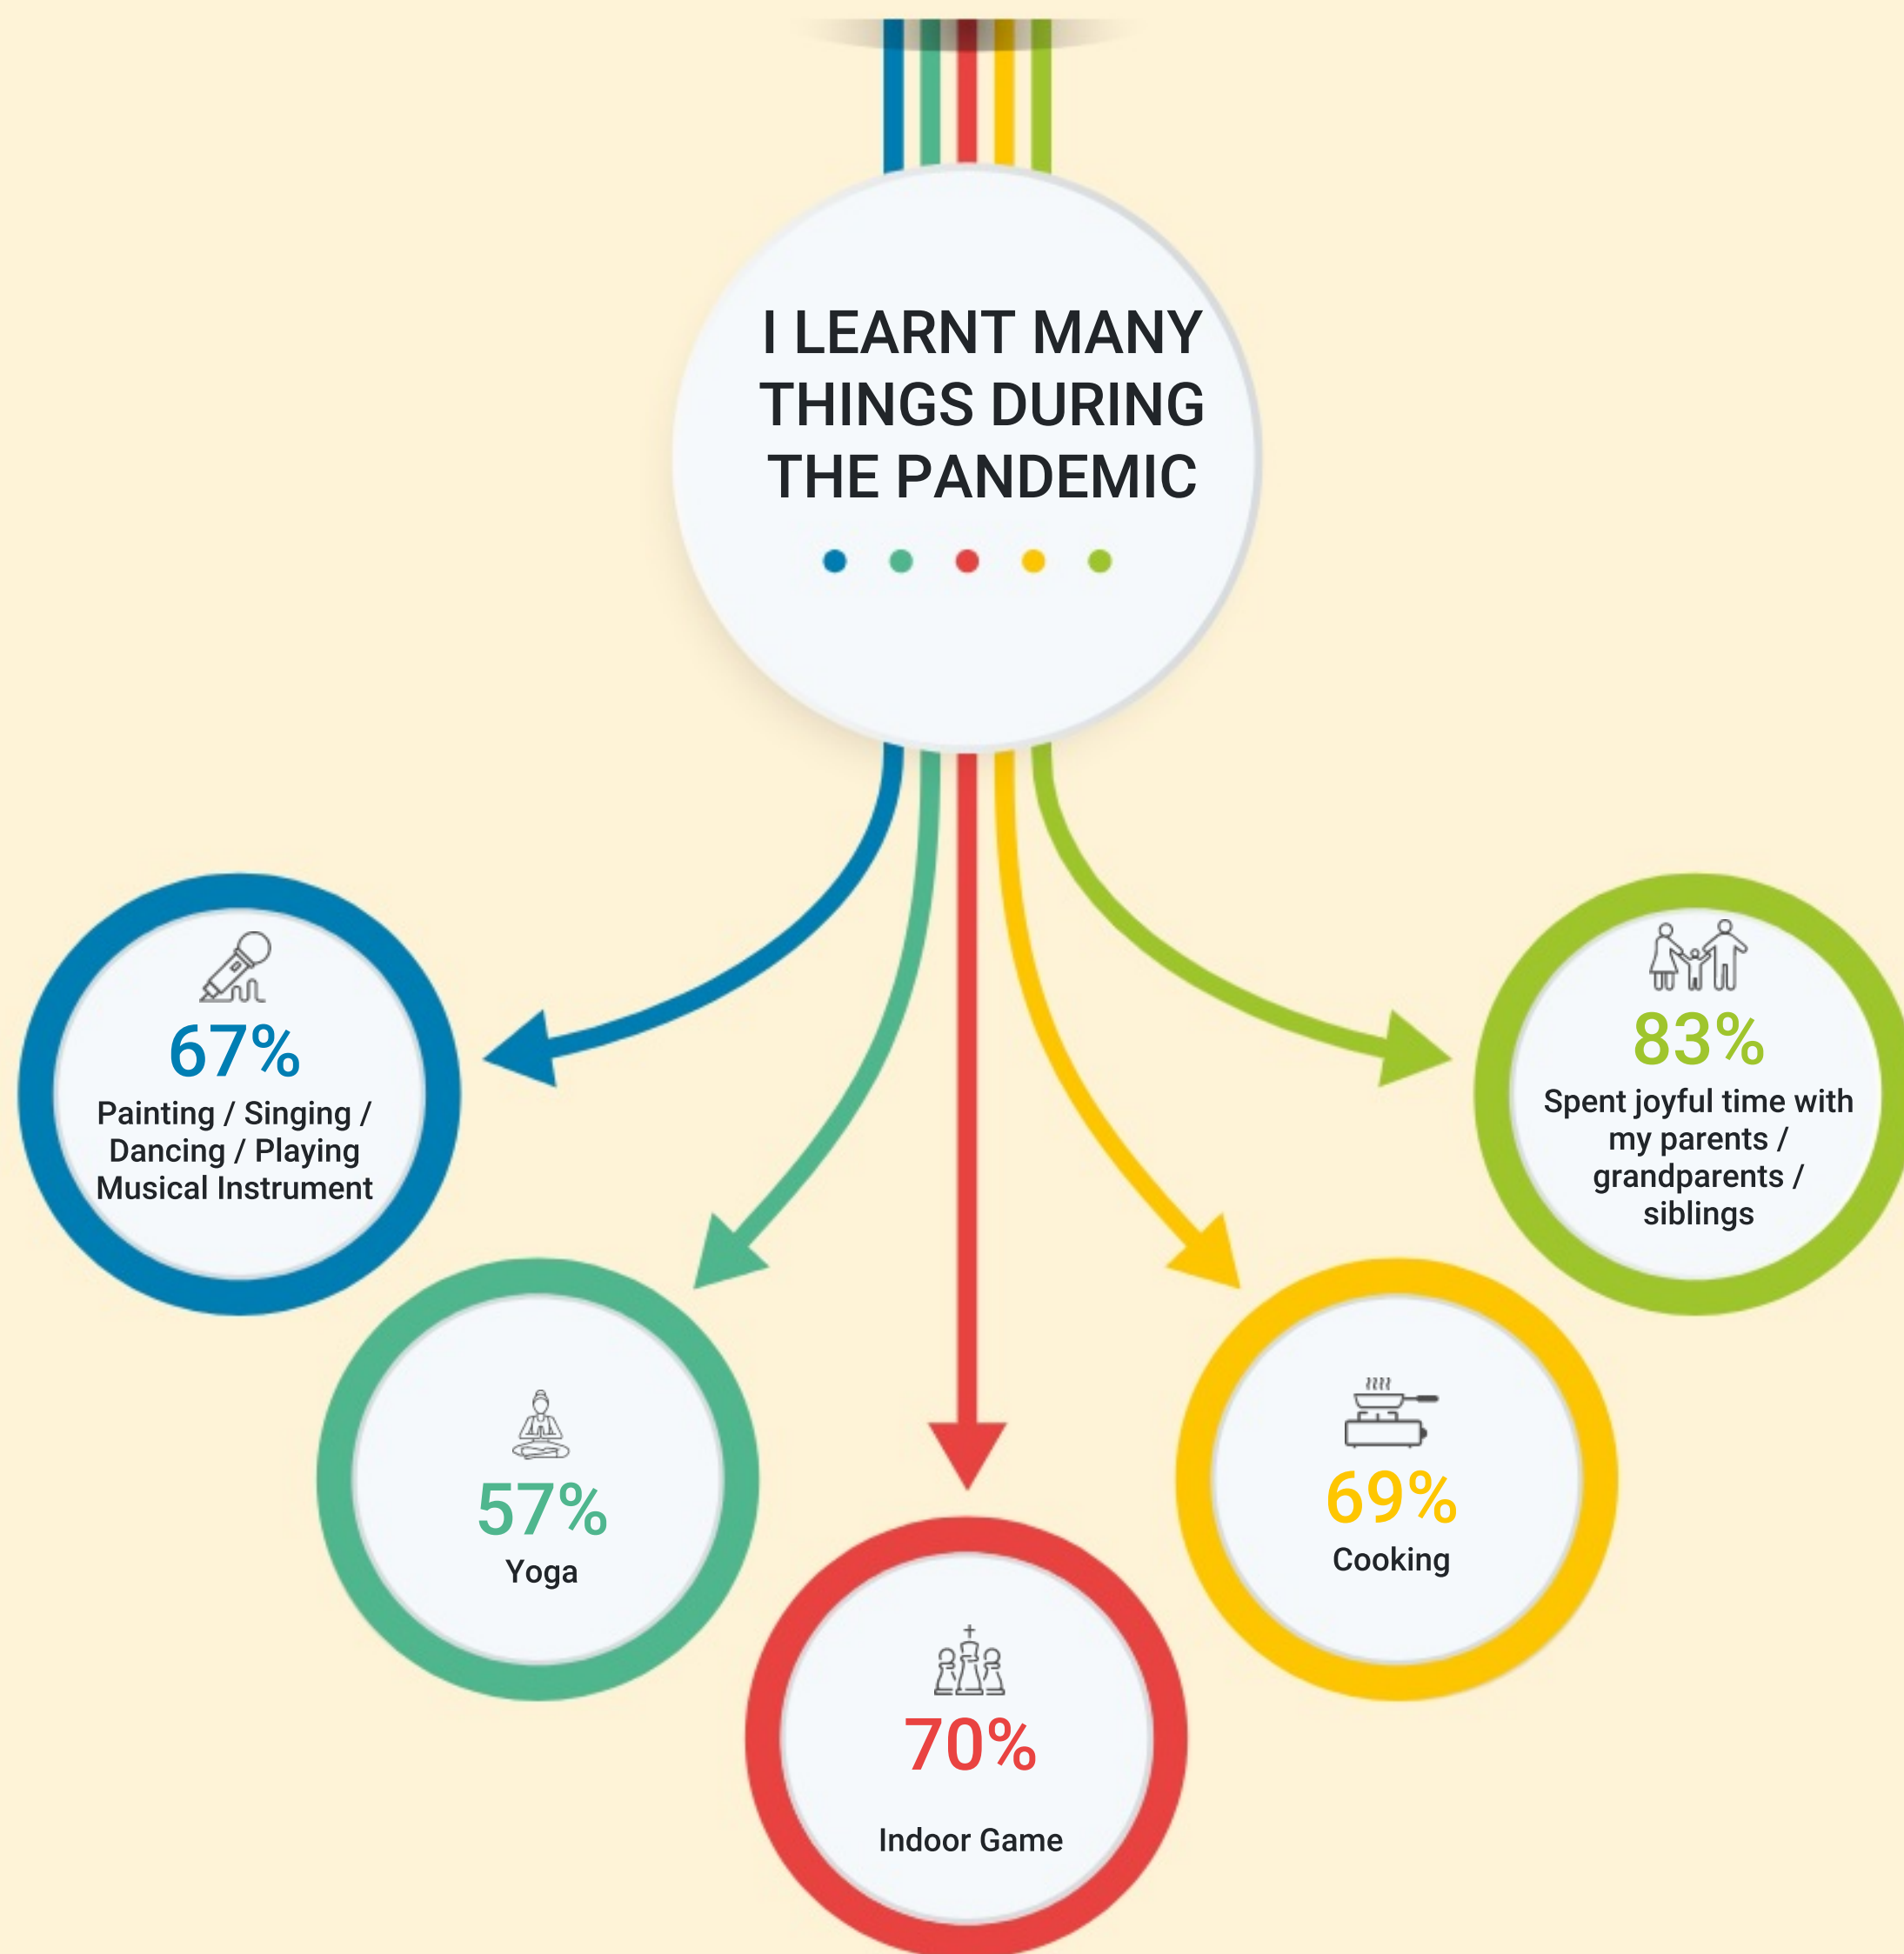 I LEARNT MANY
THINGS DURING
THE PANDEMIC
67%
Painting / Singing /
Dancing / Playing
Musical Instrument
57%
Yoga
70%
Indoor Game
69%
Cooking
83%
Spent joyful time with
my parents /
grandparents /
siblings